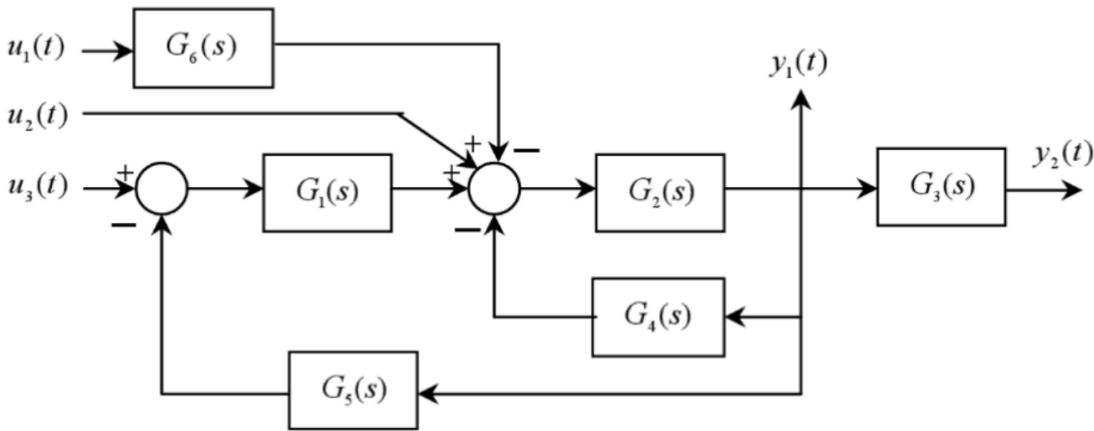 u₁(t)
G₆(s)
y₁(t)
u₂(t)
+
−
y₂(t)
u₃(t)
+
G₁(s)
+
G₂(s)
G₃(s)
−
−
G₄(s)
G₅(s)